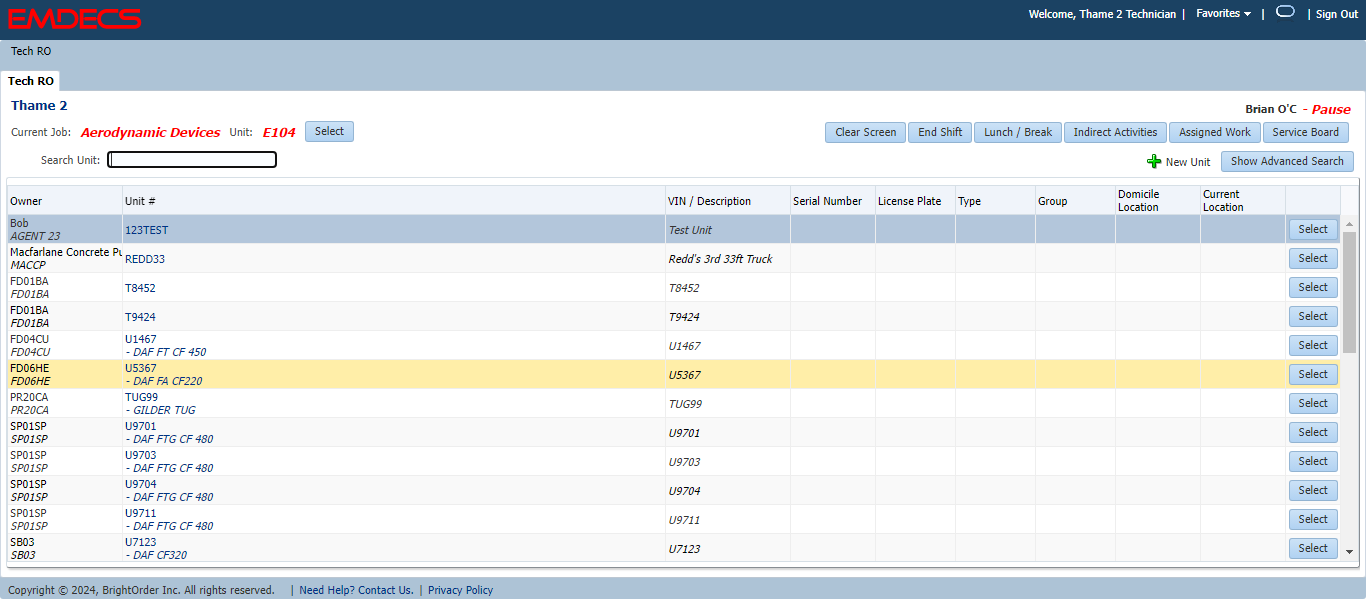 EMDECS
Welcome, Thame 2 Technician | Favorites | | Sign Out
Tech RO
Tech RO
Thame 2
Brian O'C - Pause
Current Job: Aerodynamic Devices Unit: E104 Select
Clear Screen End Shift Lunch / Break Indirect Activities Assigned Work Service Board
Search Unit:
New Unit Show Advanced Search
Owner Unit # VIN / Description Serial Number License Plate Type Group Domicile Location Current Location
Bob
AGENT 23 123TEST Test Unit Select
Macfarlane Concrete Pu
MACCP REDD33 Redd's 3rd 33ft Truck Select
FD01BA
FD01BA T8452 T8452 Select
FD01BA
FD01BA T9424 T9424 Select
FD04CU U1467
FD04CU - DAF FT CF 450 U1467 Select
FD06HE U5367
FD06HE - DAF FA CF220 U5367 Select
PR20CA TUG99
PR20CA - GILDER TUG TUG99 Select
SP01SP U9701
SP01SP - DAF FTG CF 480 U9701 Select
SP01SP U9703
SP01SP - DAF FTG CF 480 U9703 Select
SP01SP U9704
SP01SP - DAF FTG CF 480 U9704 Select
SP01SP U9711
SP01SP - DAF FTG CF 480 U9711 Select
SB03 U7123
SB03 - DAF CF320 U7123 Select
Copyright © 2024, BrightOrder Inc. All rights reserved. | Need Help? Contact Us. | Privacy Policy